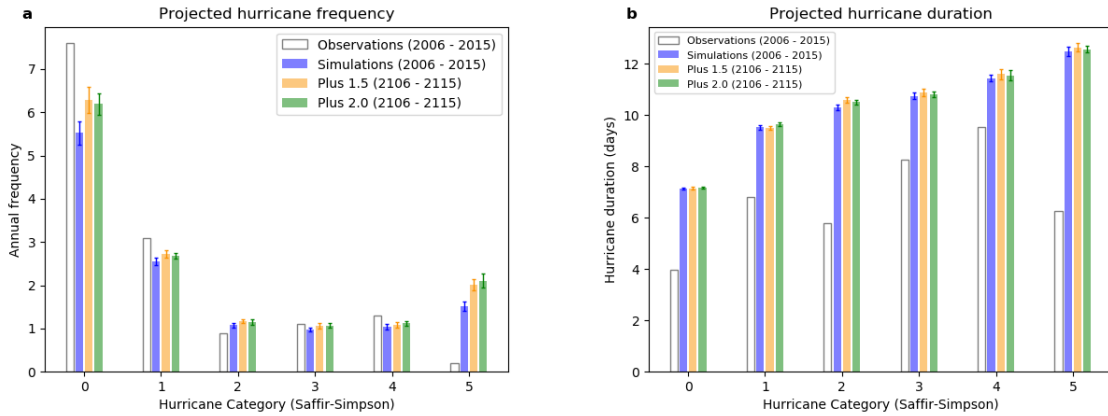 a
Projected hurricane frequency
Observations (2006 - 2015)
Simulations (2006 - 2015)
Plus 1.5 (2106 - 2115)
Plus 2.0 (2106 - 2115)
Annual frequency
7
6
5
4
3
2
1
0
0 1 2 3 4 5
Hurricane Category (Saffir-Simpson)
b
Projected hurricane duration
Observations (2006 - 2015)
Simulations (2006 - 2015)
Plus 1.5 (2106 - 2115)
Plus 2.0 (2106 - 2115)
Hurricane duration (days)
12
10
8
6
4
2
0
0 1 2 3 4 5
Hurricane Category (Saffir-Simpson)